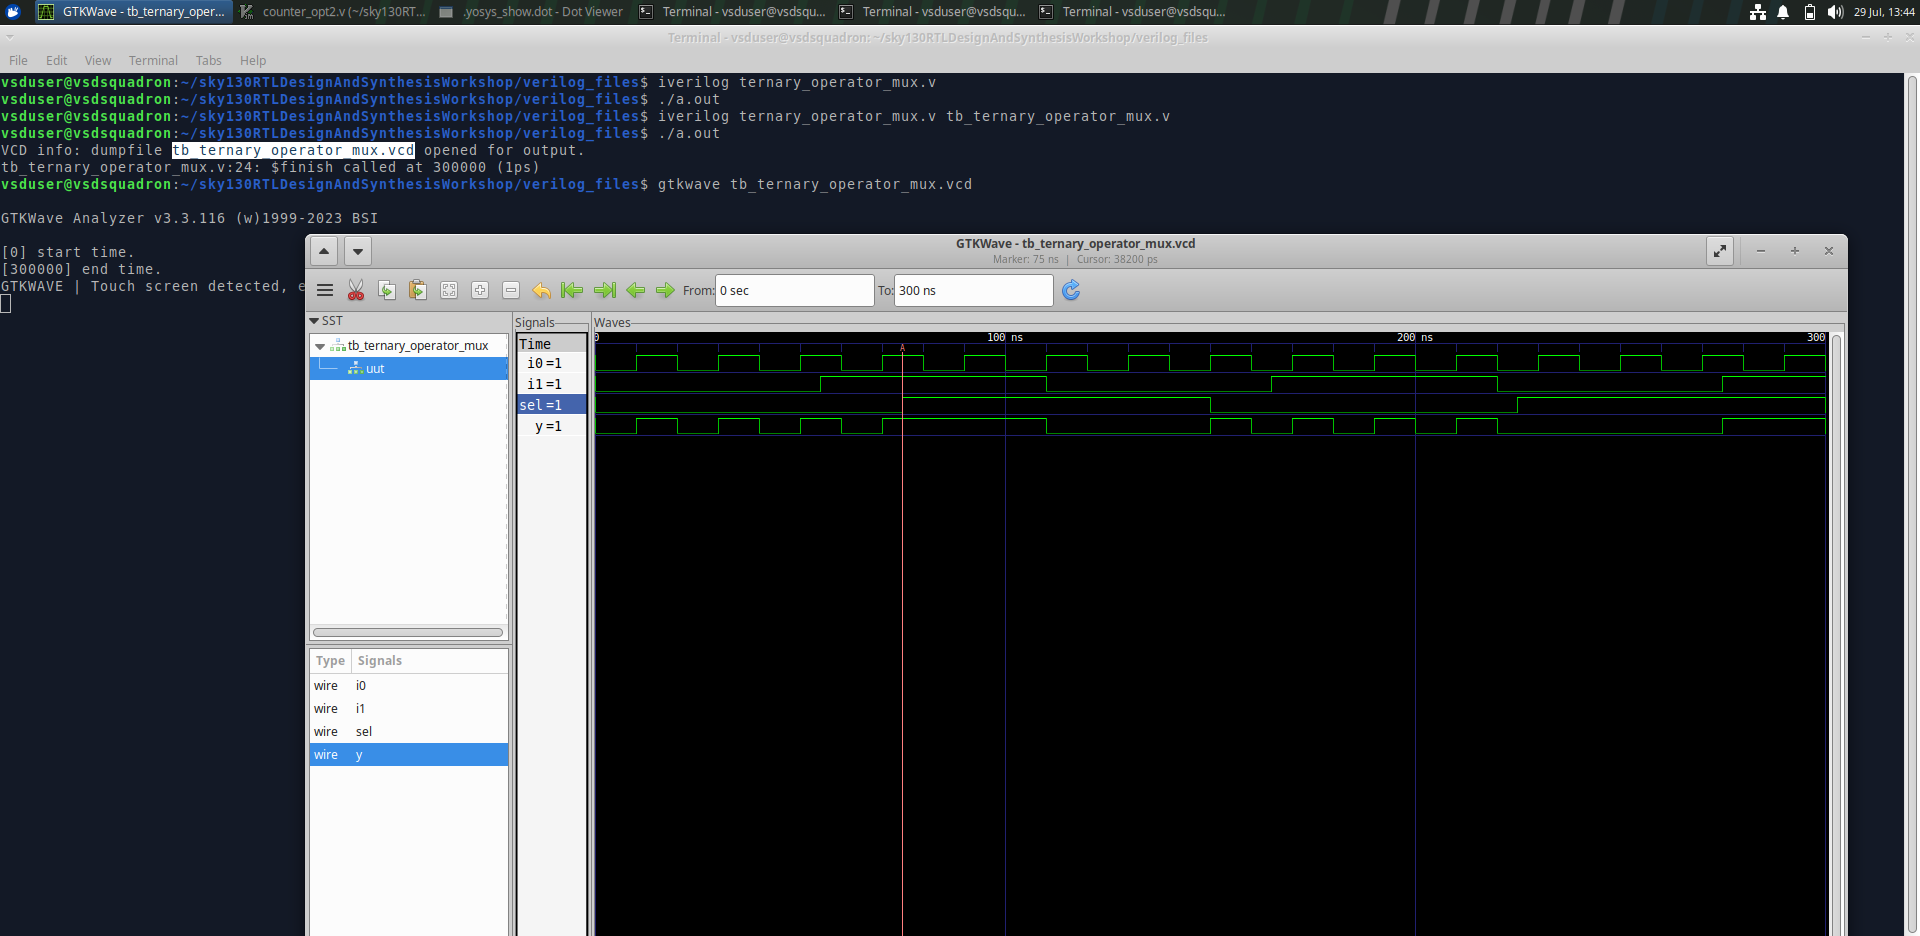 GTKWave - tb_ternary_oper... counter_opt2.v (~/sky130RT... .yosys_show.dot - Dot Viewer Terminal - vsduser@vsdsqu... Terminal - vsduser@vsdsqu... Terminal - vsduser@vsdsqu... 29 Jul, 13:44
Terminal - vsduser@vsdsquadron: ~/sky130RTLDesignAndSynthesisWorkshop/verilog_files
File Edit View Terminal Tabs Help
vsduser@vsdsquadron:~/sky130RTLDesignAndSynthesisWorkshop/verilog_files$ iverilog ternary_operator_mux.v
vsduser@vsdsquadron:~/sky130RTLDesignAndSynthesisWorkshop/verilog_files$ ./a.out
vsduser@vsdsquadron:~/sky130RTLDesignAndSynthesisWorkshop/verilog_files$ iverilog ternary_operator_mux.v tb_ternary_operator_mux.v
vsduser@vsdsquadron:~/sky130RTLDesignAndSynthesisWorkshop/verilog_files$ ./a.out
VCD info: dumpfile tb_ternary_operator_mux.vcd opened for output.
tb_ternary_operator_mux.v:24: $finish called at 300000 (1ps)
vsduser@vsdsquadron:~/sky130RTLDesignAndSynthesisWorkshop/verilog_files$ gtkwave tb_ternary_operator_mux.vcd
GTKWave Analyzer v3.3.116 (w)1999-2023 BSI
[0] start time.
[300000] end time.
GTKWAVE | Touch screen detected, e
GTKWave - tb_ternary_operator_mux.vcd
Marker: 75 ns | Cursor: 38200 ps
From: 0 sec To: 300 ns
SST
tb_ternary_operator_mux
uut
Type Signals
wire i0
wire i1
wire sel
wire y
Signals
Time
i0 =1
i1 =1
sel =1
y =1
Waves
0 100 ns 200 ns 300
A